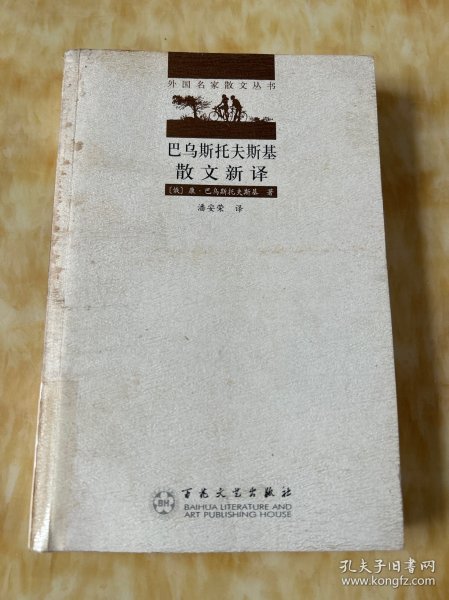 外国名家散文丛书
巴乌斯托夫斯基
散文新译
〔俄〕康·巴乌斯托夫斯基 著
潘安荣 译
BH
百花文艺出版社
BAIHUA LITERATURE AND
ART PUBLISHING HOUSE
孔夫子旧书网
www.kongfz.com